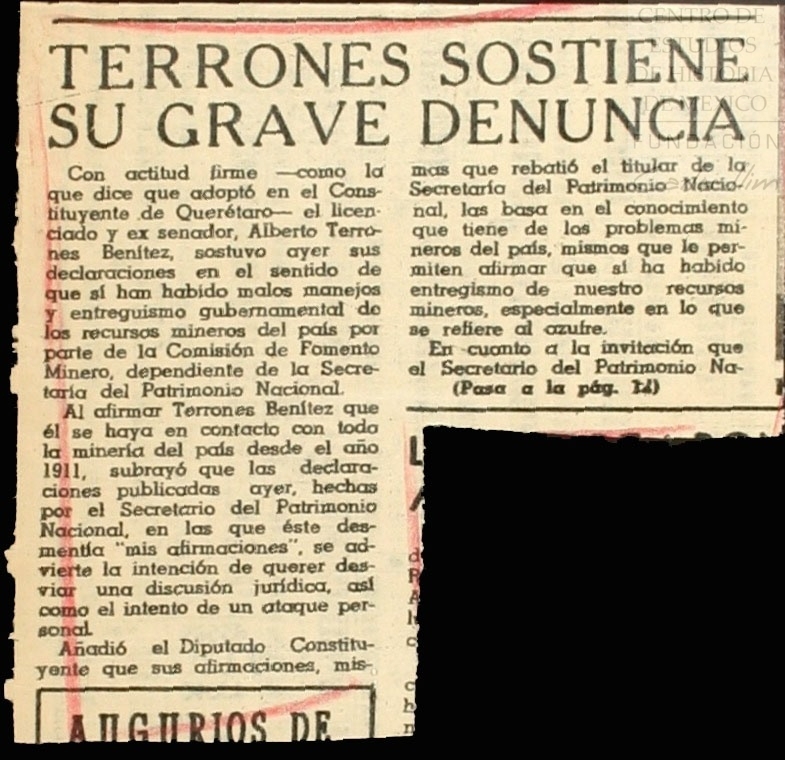 CENTRO DE
ESTUDIOS
DE HISTORIA
DE MEXICO
FUNDACIÓN
TERRONES SOSTIENE
SU GRAVE DENUNCIA
Con actitud firme —como la
que dice que adoptó en el Cons-
tituyente de Querétaro— el licen-
ciado y ex senador, Alberto Terro-
nes Benítez, sostuvo ayer sus
declaraciones en el sentido de
que sí han habido malos manejos
y entreguismo gubernamental de
los recursos mineros del país por
parte de la Comisión de Fomento
Minero, dependiente de la Secre-
taría del Patrimonio Nacional.
Al afirmar Terrones Benítez que
él se haya en contacto con toda
la minería del país desde el año
1911, subrayó que las declara-
ciones publicadas ayer, hechas
por el Secretario del Patrimonio
Nacional, en las que éste des-
mentía "mis afirmaciones", se ad-
vierte la intención de querer des-
viar una discusión jurídica, así
como el intento de un ataque per-
sonal.
Añadió el Diputado Constitu-
yente que sus afirmaciones, mis-
mas que rebatió el titular de la
Secretaría del Patrimonio Nacio-
nal, las basa en el conocimiento
que tiene de los problemas mi-
neros del país, mismos que le per-
miten afirmar que sí ha habido
entregismo de nuestro recursos
mineros, especialmente en lo que
se refiere al azufre.
En cuanto a la invitación que
el Secretario del Patrimonio Na-
(Pasa a la pág. 12)
AUGURIOS DE